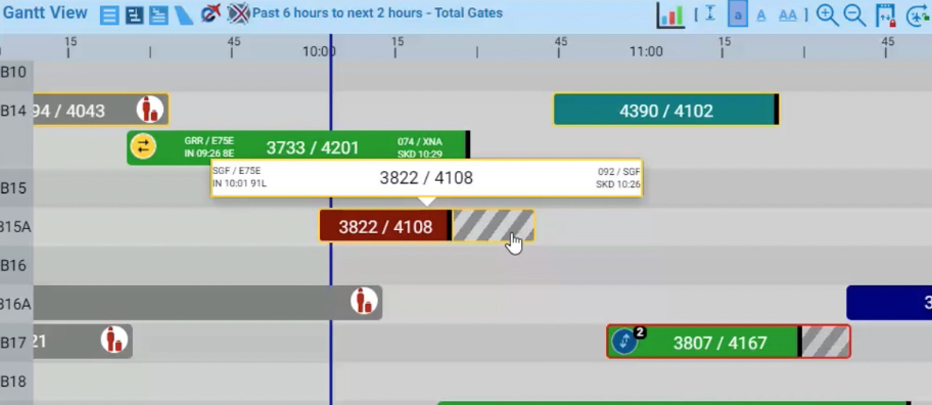 Gantt View Past 6 hours to next 2 hours - Total Gates [ a A AA ]
15 45 10:00 15 45 11:00 15 45
B10
B14 94 / 4043 4390 / 4102
GRR / E75E 3733 / 4201 074 / XNA
IN 09:26 8E SKD 10:29
SGF / E75E 3822 / 4108 092 / SGF
IN 10:01 91L SKD 10:26
B15
B15A 3822 / 4108
B16
B16A 3
B17 21 2 3807 / 4167
B18